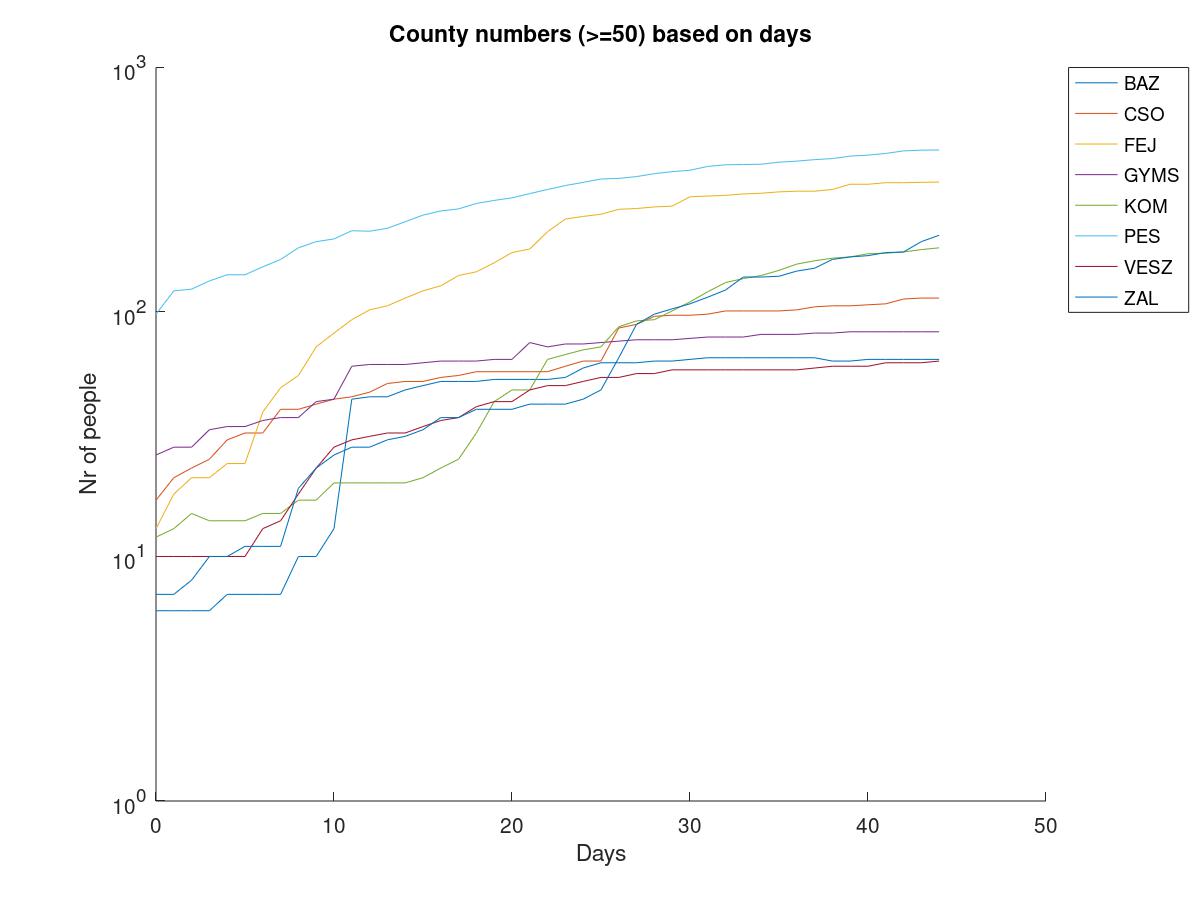 County numbers (>=50) based on days
10^3
10^2
10^1
10^0
Nr of people
0 10 20 30 40 50
Days
BAZ
CSO
FEJ
GYMS
KOM
PES
VESZ
ZAL